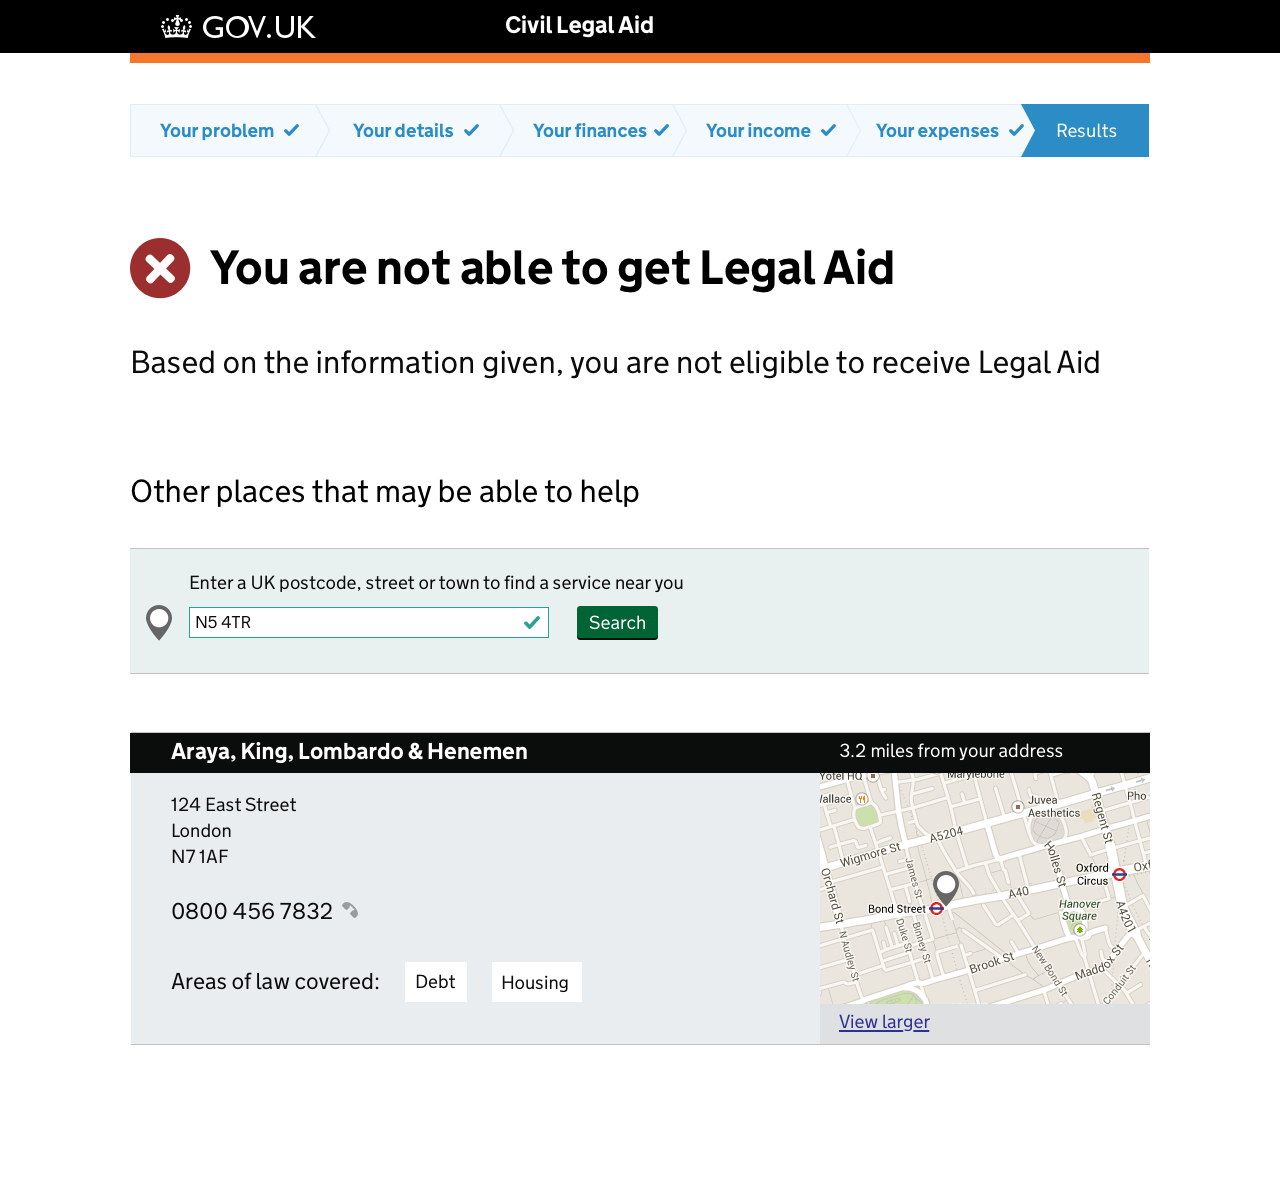 GOV.UK
Civil Legal Aid
Your problem
Your details
Your finances
Your income
Your expenses
Results
You are not able to get Legal Aid
Based on the information given, you are not eligible to receive Legal Aid
Other places that may be able to help
Enter a UK postcode, street or town to find a service near you
N5 4TR
Search
Araya, King, Lombardo & Henemen
3.2 miles from your address
124 East Street
London
N7 1AF
0800 456 7832
Areas of law covered:
Debt
Housing
Yotel HQ
Marylebone
Wallace
Juvea
Aesthetics
Regent St
Pho
A5204
Wigmore St
James St
Holles St
Oxford
Circus
Oxf
Orchard St
A40
Bond Street
Hanover
Square
A4201
Duke St
Binney St
N Audley St
Brook St
New Bond St
Maddox St
Conduit St
View larger